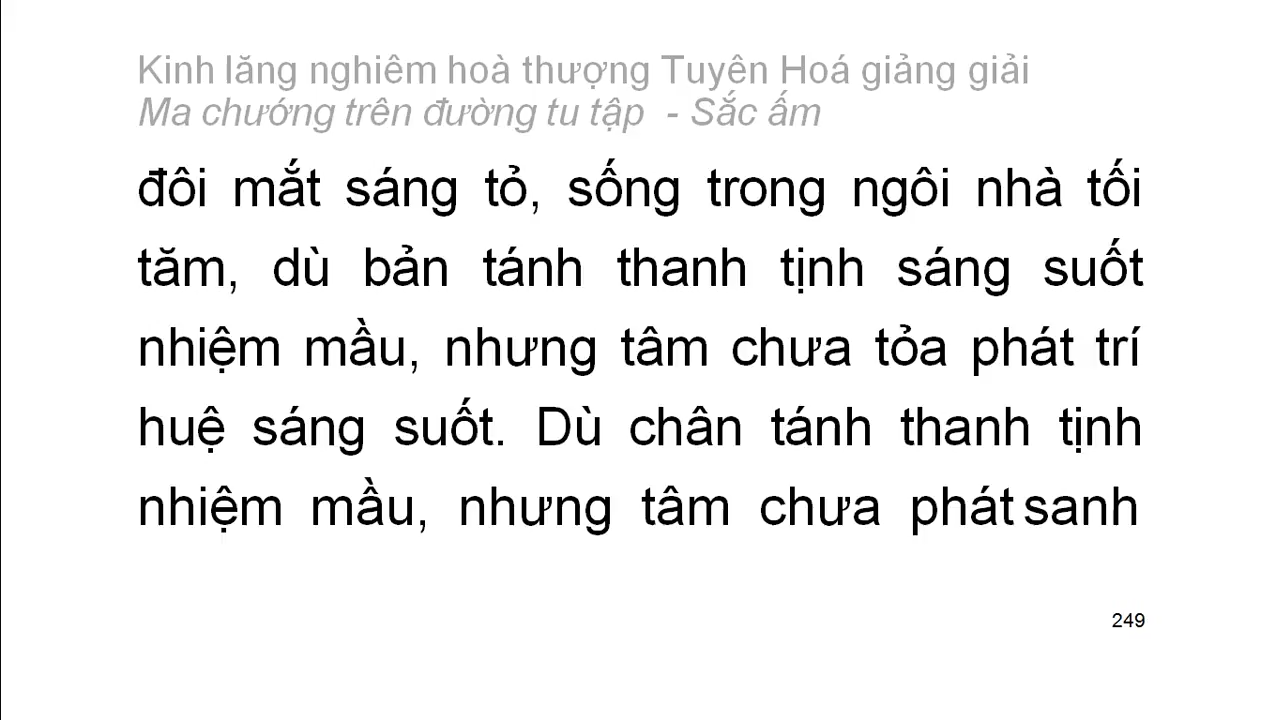 Kinh lăng nghiêm hoà thượng Tuyên Hoá giảng giải
Ma chướng trên đường tu tập - Sắc ấm
đôi mắt sáng tỏ, sống trong ngôi nhà tối
tăm, dù bản tánh thanh tịnh sáng suốt
nhiệm mầu, nhưng tâm chưa tỏa phát trí
huệ sáng suốt. Dù chân tánh thanh tịnh
nhiệm mầu, nhưng tâm chưa phát sanh
249